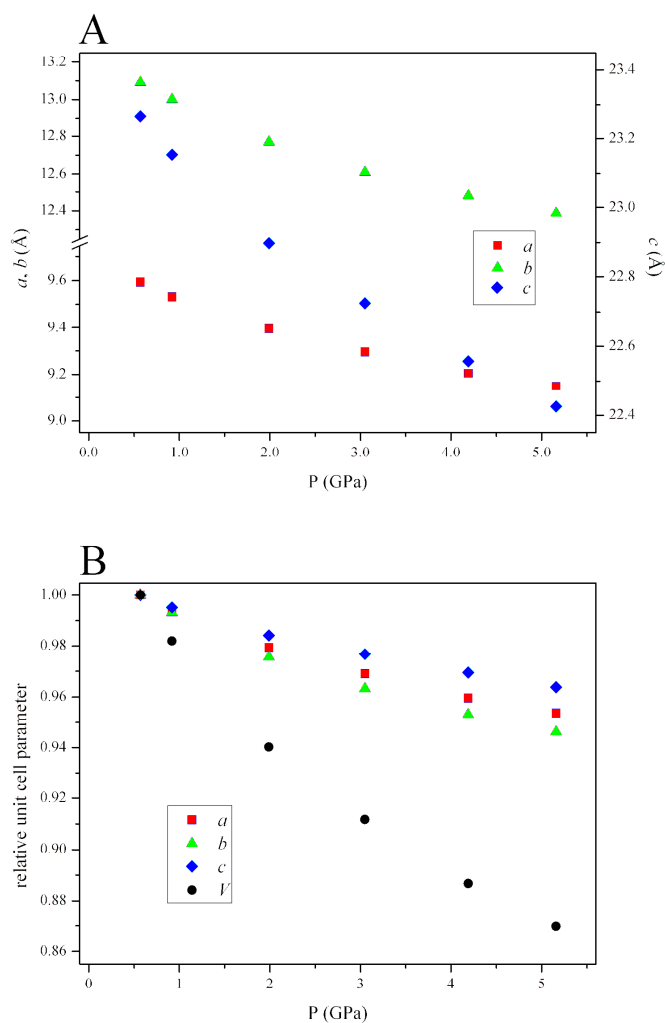 A
13.2
13.0
12.8
12.6
12.4
9.6
9.4
9.2
9.0
a, b (Å)
23.4
23.2
23.0
22.8
22.6
22.4
c (Å)
a
b
c
0.0 1.0 2.0 3.0 4.0 5.0
P (GPa)
B
1.00
0.98
0.96
0.94
0.92
0.90
0.88
0.86
relative unit cell parameter
a
b
c
V
0 1 2 3 4 5
P (GPa)